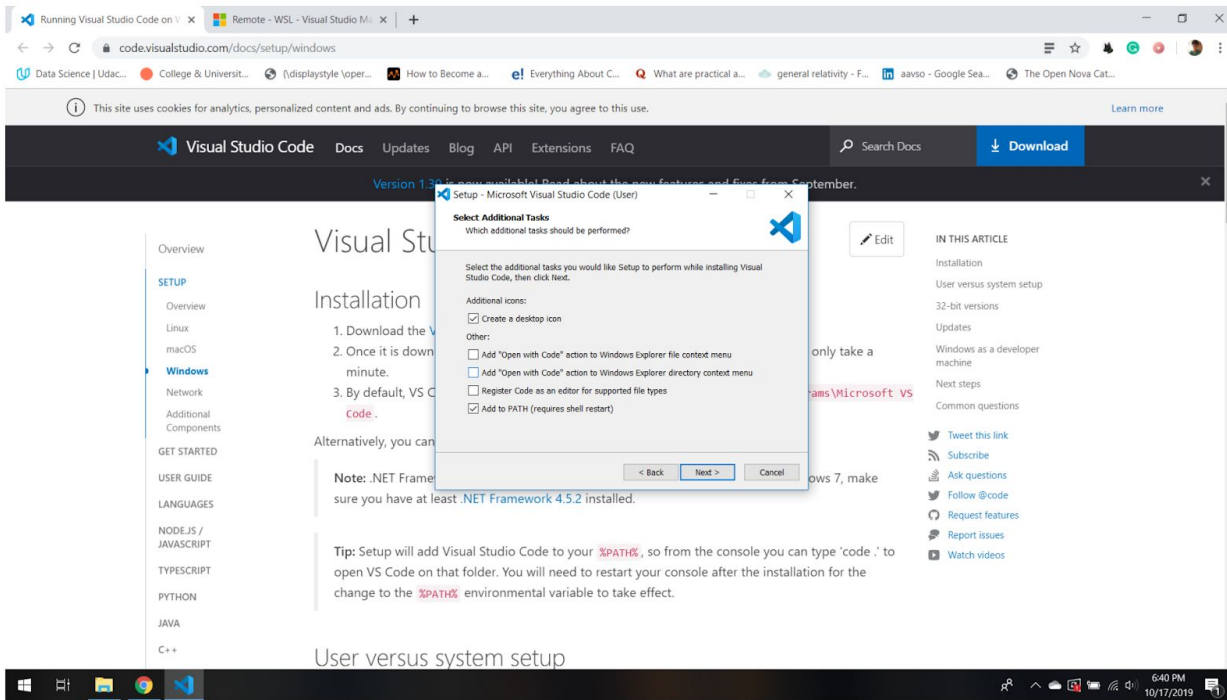 Running Visual Studio Code on W
Remote - WSL - Visual Studio Ma
code.visualstudio.com/docs/setup/windows
Data Science | Udac...
College & Universit...
(\displaystyle \oper...
How to Become a...
Everything About C...
What are practical a...
general relativity - F...
aavso - Google Sea...
The Open Nova Cat...
This site uses cookies for analytics, personalized content and ads. By continuing to browse this site, you agree to this use.
Learn more
Visual Studio Code
Docs
Updates
Blog
API
Extensions
FAQ
Search Docs
Download
Version 1.39 is now available! Read about the new features and fixes from September.
Overview
SETUP
Overview
Linux
macOS
Windows
Network
Additional
Components
GET STARTED
USER GUIDE
LANGUAGES
NODE.JS /
JAVASCRIPT
TYPESCRIPT
PYTHON
JAVA
C++
Visual Stu
Edit
Installation
1. Download the V
2. Once it is down
only take a
minute.
3. By default, VS C
ams\Microsoft VS
Code.
Alternatively, you can
Note: .NET Frame
ows 7, make
sure you have at least .NET Framework 4.5.2 installed.
Tip: Setup will add Visual Studio Code to your %PATH%, so from the console you can type 'code .' to
open VS Code on that folder. You will need to restart your console after the installation for the
change to the %PATH% environmental variable to take effect.
User versus system setup
Setup - Microsoft Visual Studio Code (User)
Select Additional Tasks
Which additional tasks should be performed?
Select the additional tasks you would like Setup to perform while installing Visual
Studio Code, then click Next.
Additional icons:
Create a desktop icon
Other:
Add "Open with Code" action to Windows Explorer file context menu
Add "Open with Code" action to Windows Explorer directory context menu
Register Code as an editor for supported file types
Add to PATH (requires shell restart)
< Back
Next >
Cancel
IN THIS ARTICLE
Installation
User versus system setup
32-bit versions
Updates
Windows as a developer
machine
Next steps
Common questions
Tweet this link
Subscribe
Ask questions
Follow @code
Request features
Report issues
Watch videos
6:40 PM
10/17/2019